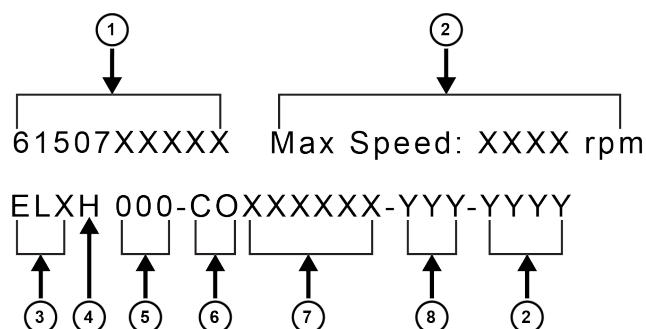 1 2
61507XXXXX Max Speed: XXXX rpm
ELXH 000-COXXXXXX-YYY-YYYY
3 4 5 6 7 8 2